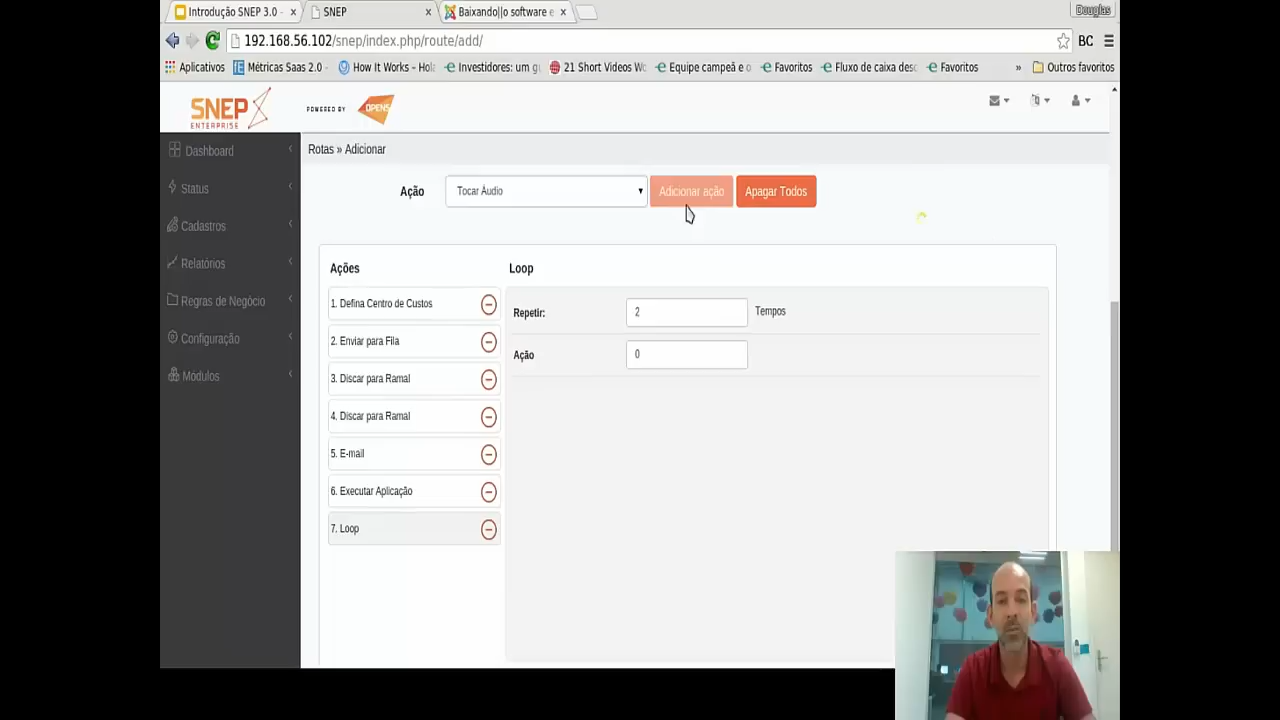 Introdução SNEP 3.0 - × SNEP × Baixando||o software e ×
Douglas
192.168.56.102/snep/index.php/route/add/ BC
Aplicativos Métricas Saas 2.0 - How It Works – Hol Investidores: um g 21 Short Videos Wo Equipe campeã e o Favoritos Fluxo de caixa desc Favoritos » Outros favoritos
SNEP
ENTERPRISE
POWERED BY
OPENS
Dashboard
Status
Cadastros
Relatórios
Regras de Negócio
Configuração
Módulos
Rotas » Adicionar
Ação Tocar Áudio Adicionar ação Apagar Todos
Ações
1. Defina Centro de Custos
2. Enviar para Fila
3. Discar para Ramal
4. Discar para Ramal
5. E-mail
6. Executar Aplicação
7. Loop
Loop
Repetir: 2 Tempos
Ação 0